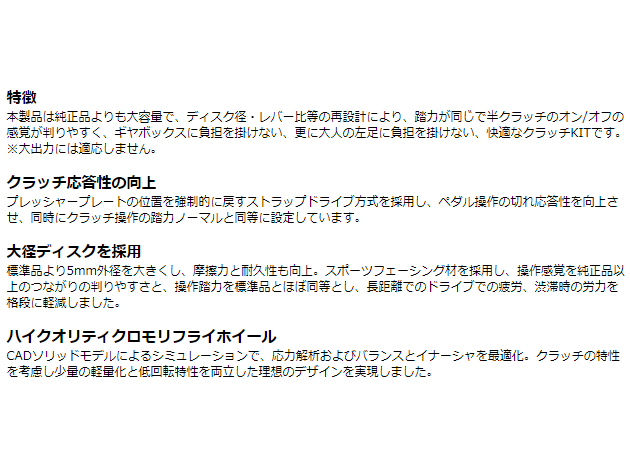 特徴
本製品は純正品よりも大容量で、ディスク径・レバー比等の再設計により、踏力が同じで半クラッチのオン/オフの
感覚が判りやすく、ギヤボックスに負担を掛けない、更に大人の左足に負担を掛けない、快適なクラッチKITです。
※大出力には適応しません。
クラッチ応答性の向上
プレッシャープレートの位置を強制的に戻すストラップドライブ方式を採用し、ペダル操作の切れ応答性を向上さ
せ、同時にクラッチ操作の踏力ノーマルと同等に設定しています。
大径ディスクを採用
標準品より5mm外径を大きくし、摩擦力と耐久性も向上。スポーツフェーシング材を採用し、操作感覚を純正品以
上のつながりの判りやすさと、操作踏力を標準品とほぼ同等とし、長距離でのドライブでの疲労、渋滞時の労力を
格段に軽減しました。
ハイクオリティクロモリフライホイール
CADソリッドモデルによるシミュレーションで、応力解析およびバランスとイナーシャを最適化。クラッチの特性
を考慮し少量の軽量化と低回転特性を両立した理想のデザインを実現しました。